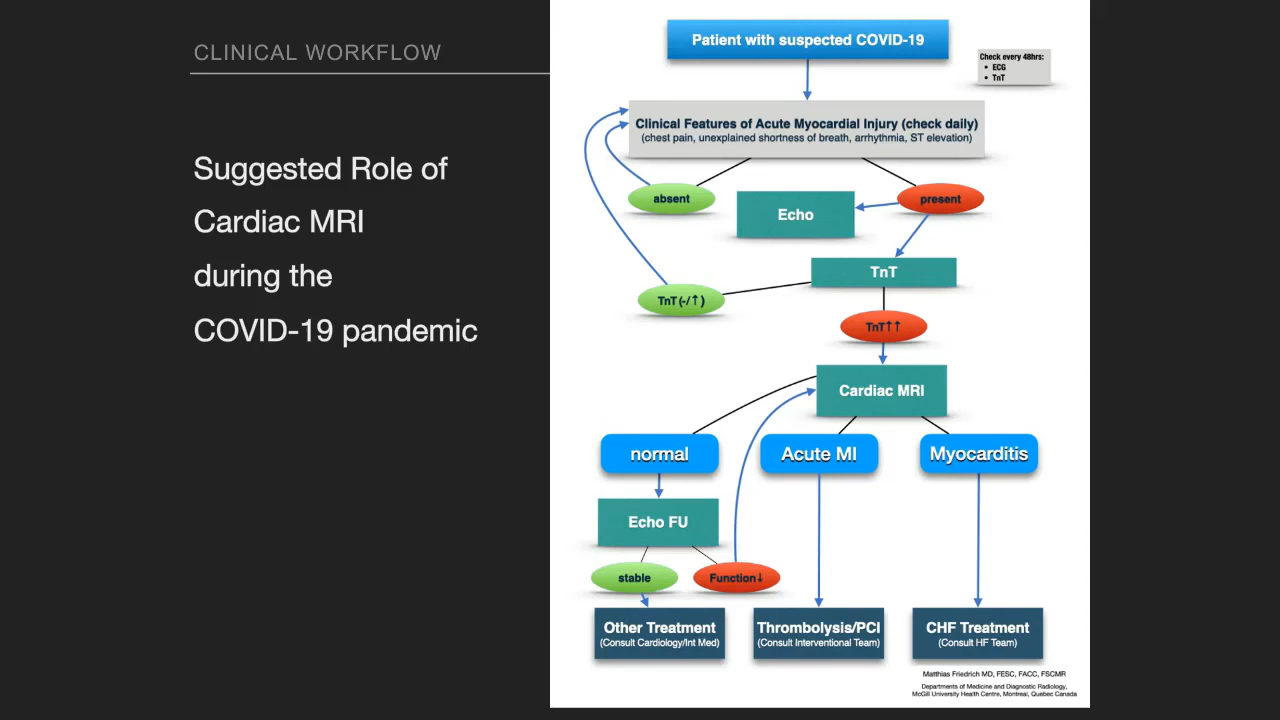 CLINICAL WORKFLOW
Suggested Role of
Cardiac MRI
during the
COVID-19 pandemic
Patient with suspected COVID-19
Check every 48hrs:
• ECG
• TnT
Clinical Features of Acute Myocardial Injury (check daily)
(chest pain, unexplained shortness of breath, arrhythmia, ST elevation)
absent
Echo
present
TnT
TnT (-/↑)
TnT↑↑
Cardiac MRI
normal
Acute MI
Myocarditis
Echo FU
stable
Function↓
Other Treatment
(Consult Cardiology/Int Med)
Thrombolysis/PCI
(Consult Interventional Team)
CHF Treatment
(Consult HF Team)
Matthias Friedrich MD, FESC, FACC, FSCMR
Departments of Medicine and Diagnostic Radiology,
McGill University Health Centre, Montreal, Quebec Canada